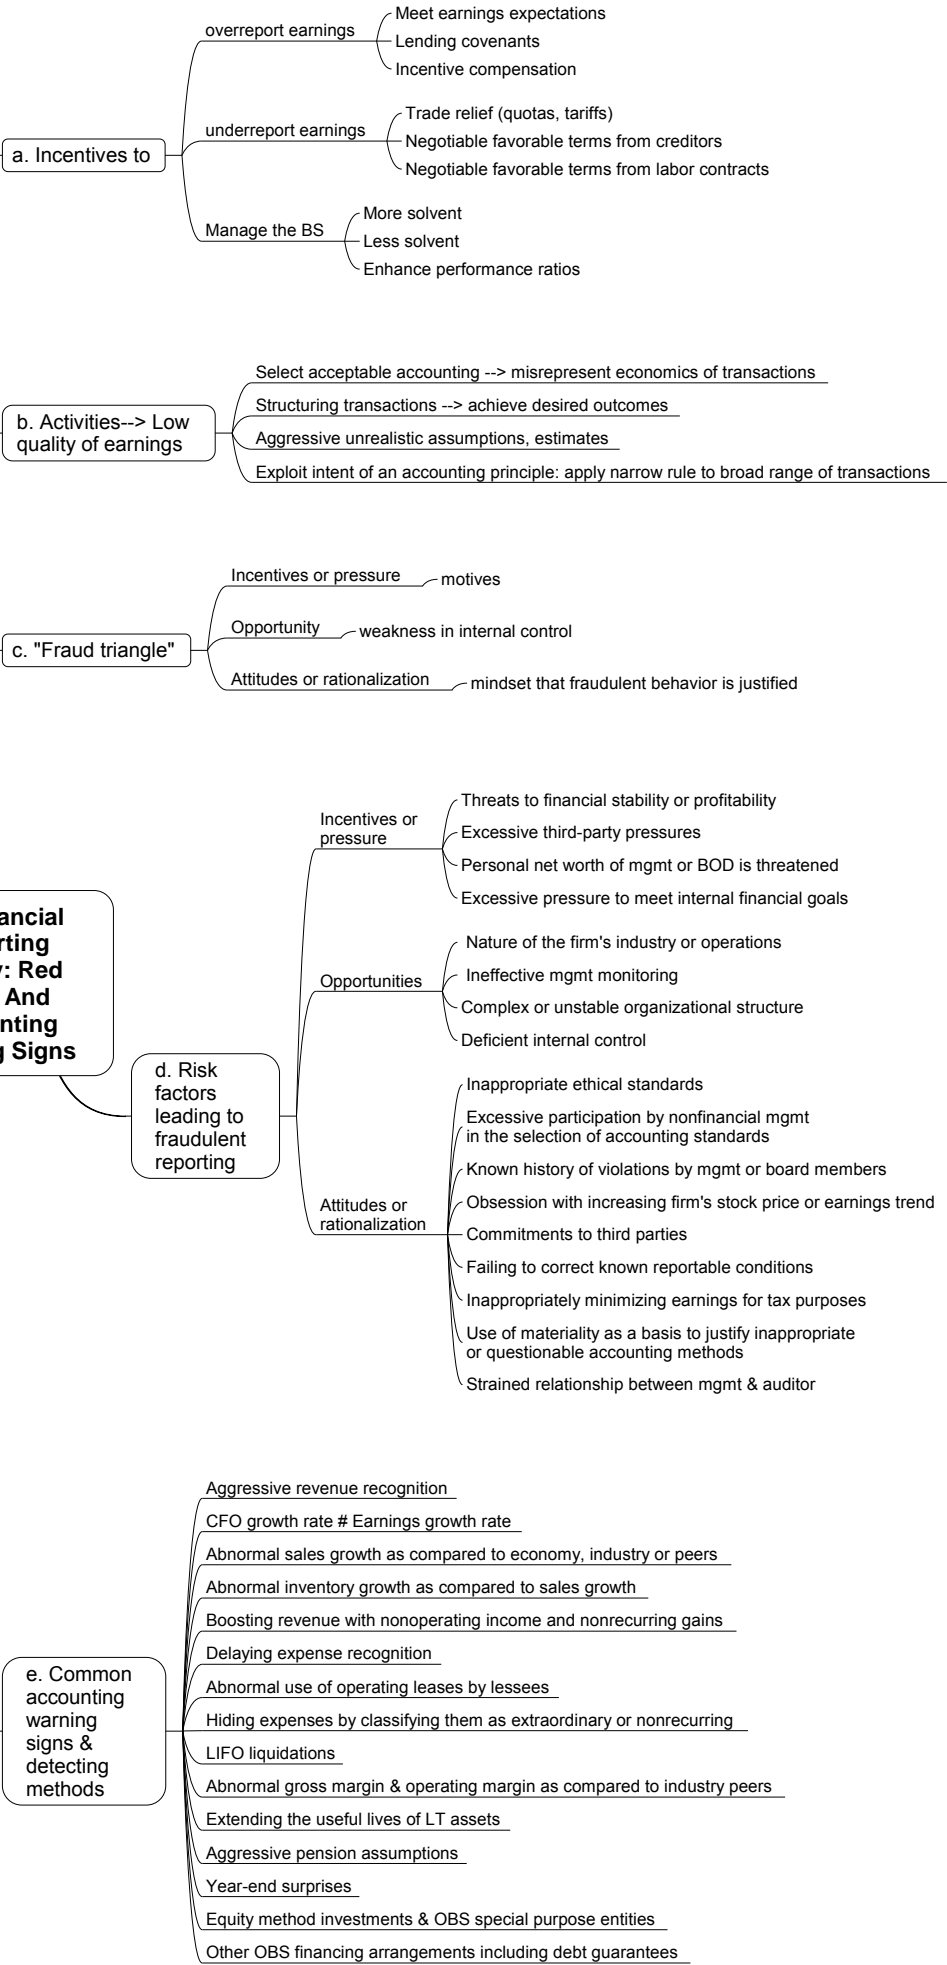 overreport earnings
Meet earnings expectations
Lending covenants
Incentive compensation
a. Incentives to
underreport earnings
Trade relief (quotas, tariffs)
Negotiable favorable terms from creditors
Negotiable favorable terms from labor contracts
Manage the BS
More solvent
Less solvent
Enhance performance ratios
b. Activities--> Low
quality of earnings
Select acceptable accounting --> misrepresent economics of transactions
Structuring transactions --> achieve desired outcomes
Aggressive unrealistic assumptions, estimates
Exploit intent of an accounting principle: apply narrow rule to broad range of transactions
c. "Fraud triangle"
Incentives or pressure
motives
Opportunity
weakness in internal control
Attitudes or rationalization
mindset that fraudulent behavior is justified
ancial
rting
: Red
And
nting
Signs
d. Risk
factors
leading to
fraudulent
reporting
Incentives or
pressure
Threats to financial stability or profitability
Excessive third-party pressures
Personal net worth of mgmt or BOD is threatened
Excessive pressure to meet internal financial goals
Opportunities
Nature of the firm's industry or operations
Ineffective mgmt monitoring
Complex or unstable organizational structure
Deficient internal control
Attitudes or
rationalization
Inappropriate ethical standards
Excessive participation by nonfinancial mgmt
in the selection of accounting standards
Known history of violations by mgmt or board members
Obsession with increasing firm's stock price or earnings trend
Commitments to third parties
Failing to correct known reportable conditions
Inappropriately minimizing earnings for tax purposes
Use of materiality as a basis to justify inappropriate
or questionable accounting methods
Strained relationship between mgmt & auditor
e. Common
accounting
warning
signs &
detecting
methods
Aggressive revenue recognition
CFO growth rate # Earnings growth rate
Abnormal sales growth as compared to economy, industry or peers
Abnormal inventory growth as compared to sales growth
Boosting revenue with nonoperating income and nonrecurring gains
Delaying expense recognition
Abnormal use of operating leases by lessees
Hiding expenses by classifying them as extraordinary or nonrecurring
LIFO liquidations
Abnormal gross margin & operating margin as compared to industry peers
Extending the useful lives of LT assets
Aggressive pension assumptions
Year-end surprises
Equity method investments & OBS special purpose entities
Other OBS financing arrangements including debt guarantees